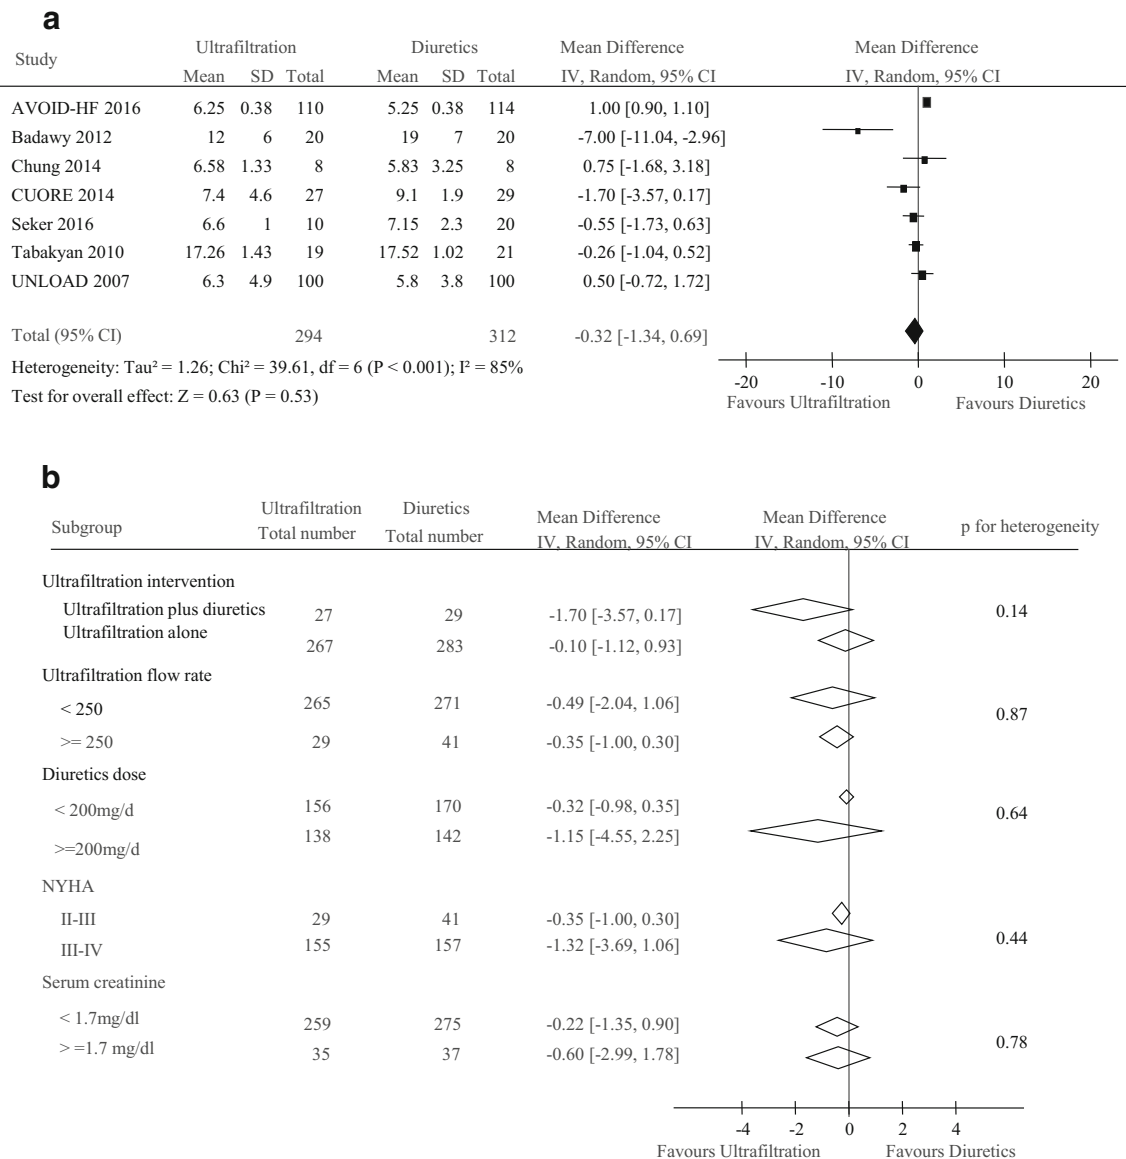 a
Study Ultrafiltration Diuretics Mean Difference Mean Difference
Mean SD Total Mean SD Total IV, Random, 95% CI IV, Random, 95% CI
AVOID-HF 2016 6.25 0.38 110 5.25 0.38 114 1.00 [0.90, 1.10]
Badawy 2012 12 6 20 19 7 20 -7.00 [-11.04, -2.96]
Chung 2014 6.58 1.33 8 5.83 3.25 8 0.75 [-1.68, 3.18]
CUORE 2014 7.4 4.6 27 9.1 1.9 29 -1.70 [-3.57, 0.17]
Seker 2016 6.6 1 10 7.15 2.3 20 -0.55 [-1.73, 0.63]
Tabakyan 2010 17.26 1.43 19 17.52 1.02 21 -0.26 [-1.04, 0.52]
UNLOAD 2007 6.3 4.9 100 5.8 3.8 100 0.50 [-0.72, 1.72]
Total (95% CI) 294 312 -0.32 [-1.34, 0.69]
Heterogeneity: Tau² = 1.26; Chi² = 39.61, df = 6 (P < 0.001); I² = 85%
Test for overall effect: Z = 0.63 (P = 0.53)
-20 -10 0 10 20
Favours Ultrafiltration Favours Diuretics
b
Subgroup Ultrafiltration Diuretics Mean Difference Mean Difference p for heterogeneity
Total number Total number IV, Random, 95% CI IV, Random, 95% CI
Ultrafiltration intervention
Ultrafiltration plus diuretics 27 29 -1.70 [-3.57, 0.17] 0.14
Ultrafiltration alone 267 283 -0.10 [-1.12, 0.93]
Ultrafiltration flow rate
< 250 265 271 -0.49 [-2.04, 1.06] 0.87
>= 250 29 41 -0.35 [-1.00, 0.30]
Diuretics dose
< 200mg/d 156 170 -0.32 [-0.98, 0.35] 0.64
>=200mg/d 138 142 -1.15 [-4.55, 2.25]
NYHA
II-III 29 41 -0.35 [-1.00, 0.30] 0.44
III-IV 155 157 -1.32 [-3.69, 1.06]
Serum creatinine
< 1.7mg/dl 259 275 -0.22 [-1.35, 0.90] 0.78
> =1.7 mg/dl 35 37 -0.60 [-2.99, 1.78]
-4 -2 0 2 4
Favours Ultrafiltration Favours Diuretics